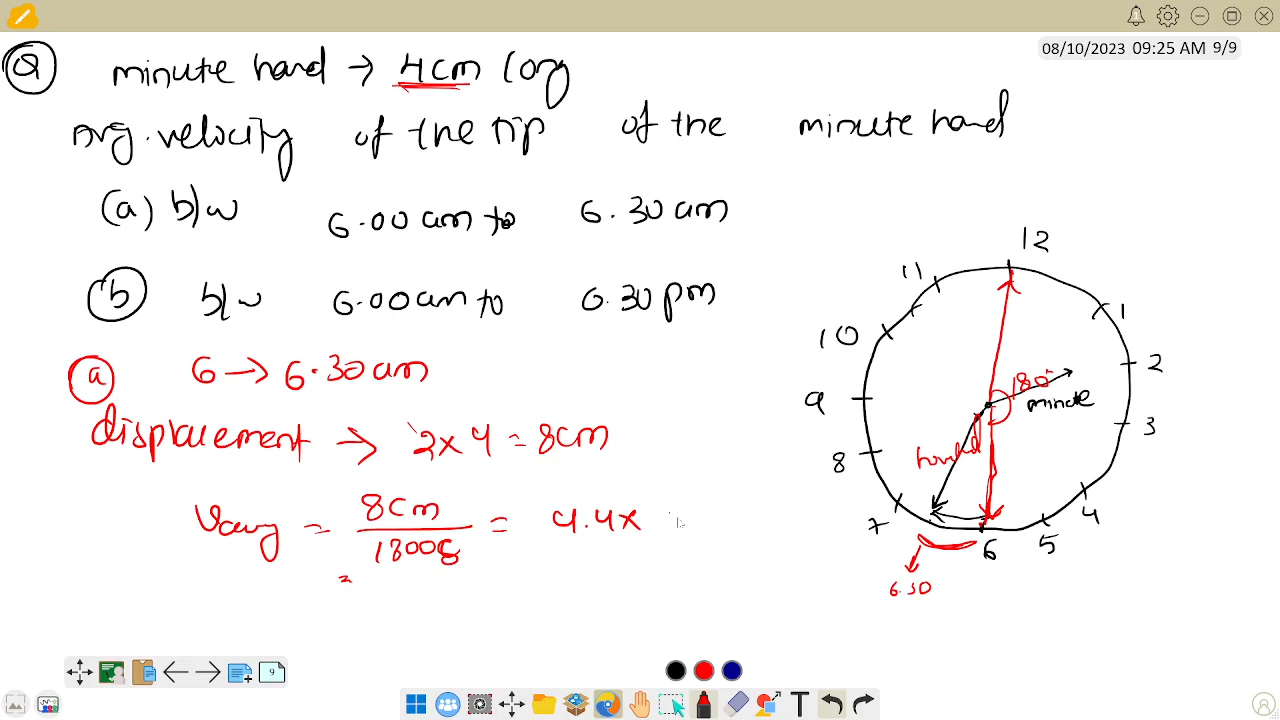 08/10/2023 09:25 AM 9/9
Q minute hand → 4cm long
Avg. velocity of the tip of the minute hand
(a) b/w 6.00 am to 6.30 am
(b) b/w 6.00 am to 6.30 pm
(a) 6 → 6.30 am
displacement → 2x4 = 8cm
Vavg = 8cm / 1800s = 4.4x
12
11
1
10
2
180°
minute
9
3
8
4
7
6
5
6.30
9
T